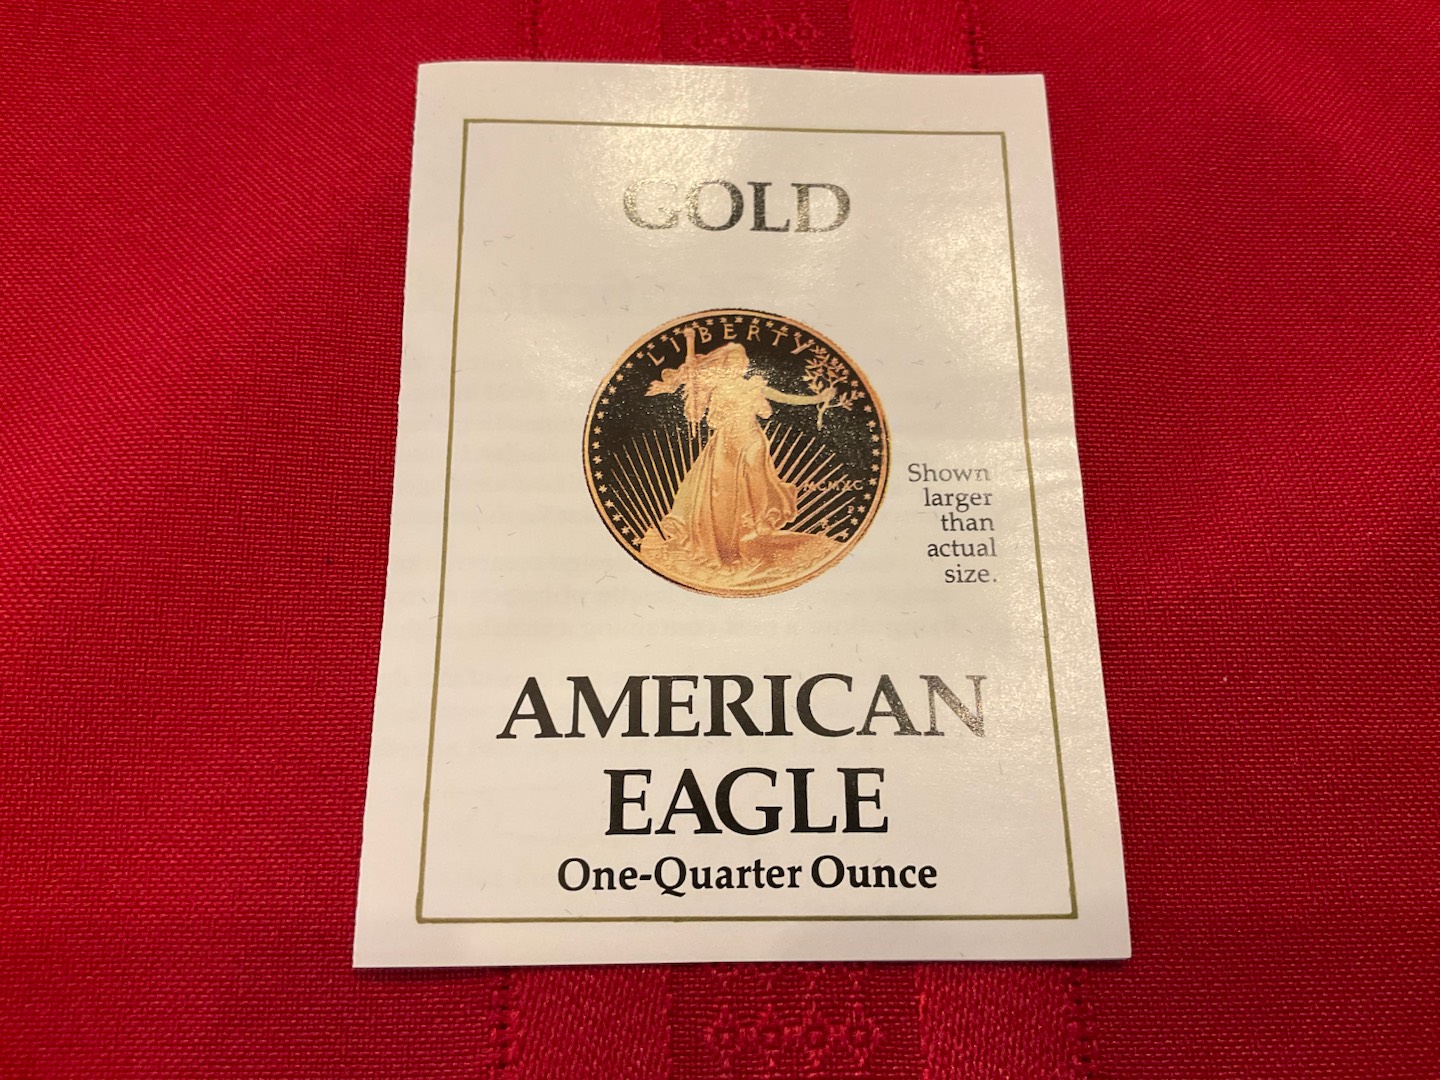 GOLD
LIBERTY
MCMXC
P
Shown
larger
than
actual
size.
AMERICAN
EAGLE
One-Quarter Ounce